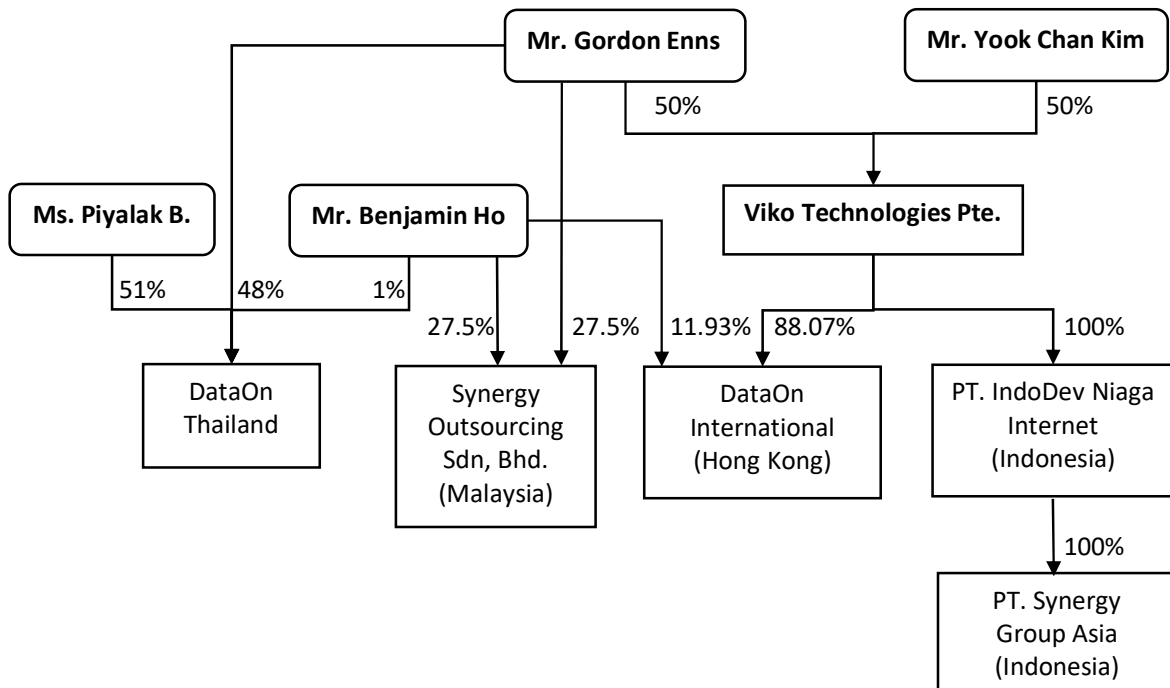 Mr. Gordon Enns
Mr. Yook Chan Kim
50%
50%
Ms. Piyalak B.
Mr. Benjamin Ho
Viko Technologies Pte.
51%
48%
1%
27.5%
27.5%
11.93%
88.07%
100%
DataOn
Thailand
Synergy
Outsourcing
Sdn, Bhd.
(Malaysia)
DataOn
International
(Hong Kong)
PT. IndoDev Niaga
Internet
(Indonesia)
100%
PT. Synergy
Group Asia
(Indonesia)